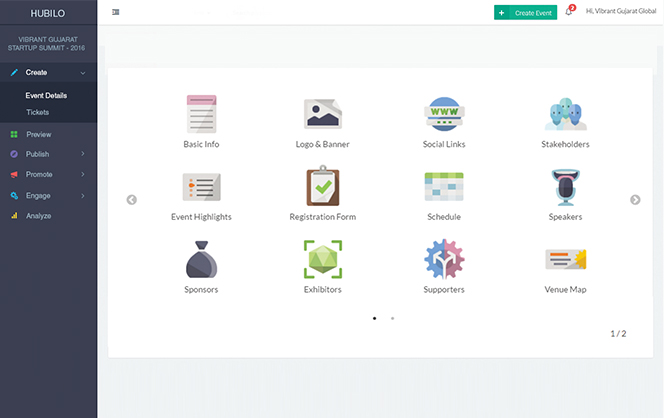 HUBILO
+ Create Event
2
Hi, Vibrant Gujarat Global
VIBRANT GUJARAT
STARTUP SUMMIT - 2016
Create
Event Details
Tickets
Preview
Publish
Promote
Engage
Analyze
Basic Info
Logo & Banner
WWW
Social Links
Stakeholders
Event Highlights
Registration Form
Schedule
Speakers
Sponsors
Exhibitors
Supporters
Venue Map
1 / 2